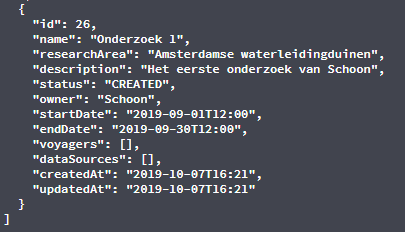 {
"id": 26,
"name": "Onderzoek 1",
"researchArea": "Amsterdamse waterleidingduinen",
"description": "Het eerste onderzoek van Schoon",
"status": "CREATED",
"owner": "Schoon",
"startDate": "2019-09-01T12:00",
"endDate": "2019-09-30T12:00",
"voyagers": [],
"dataSources": [],
"createdAt": "2019-10-07T16:21",
"updatedAt": "2019-10-07T16:21"
}
]